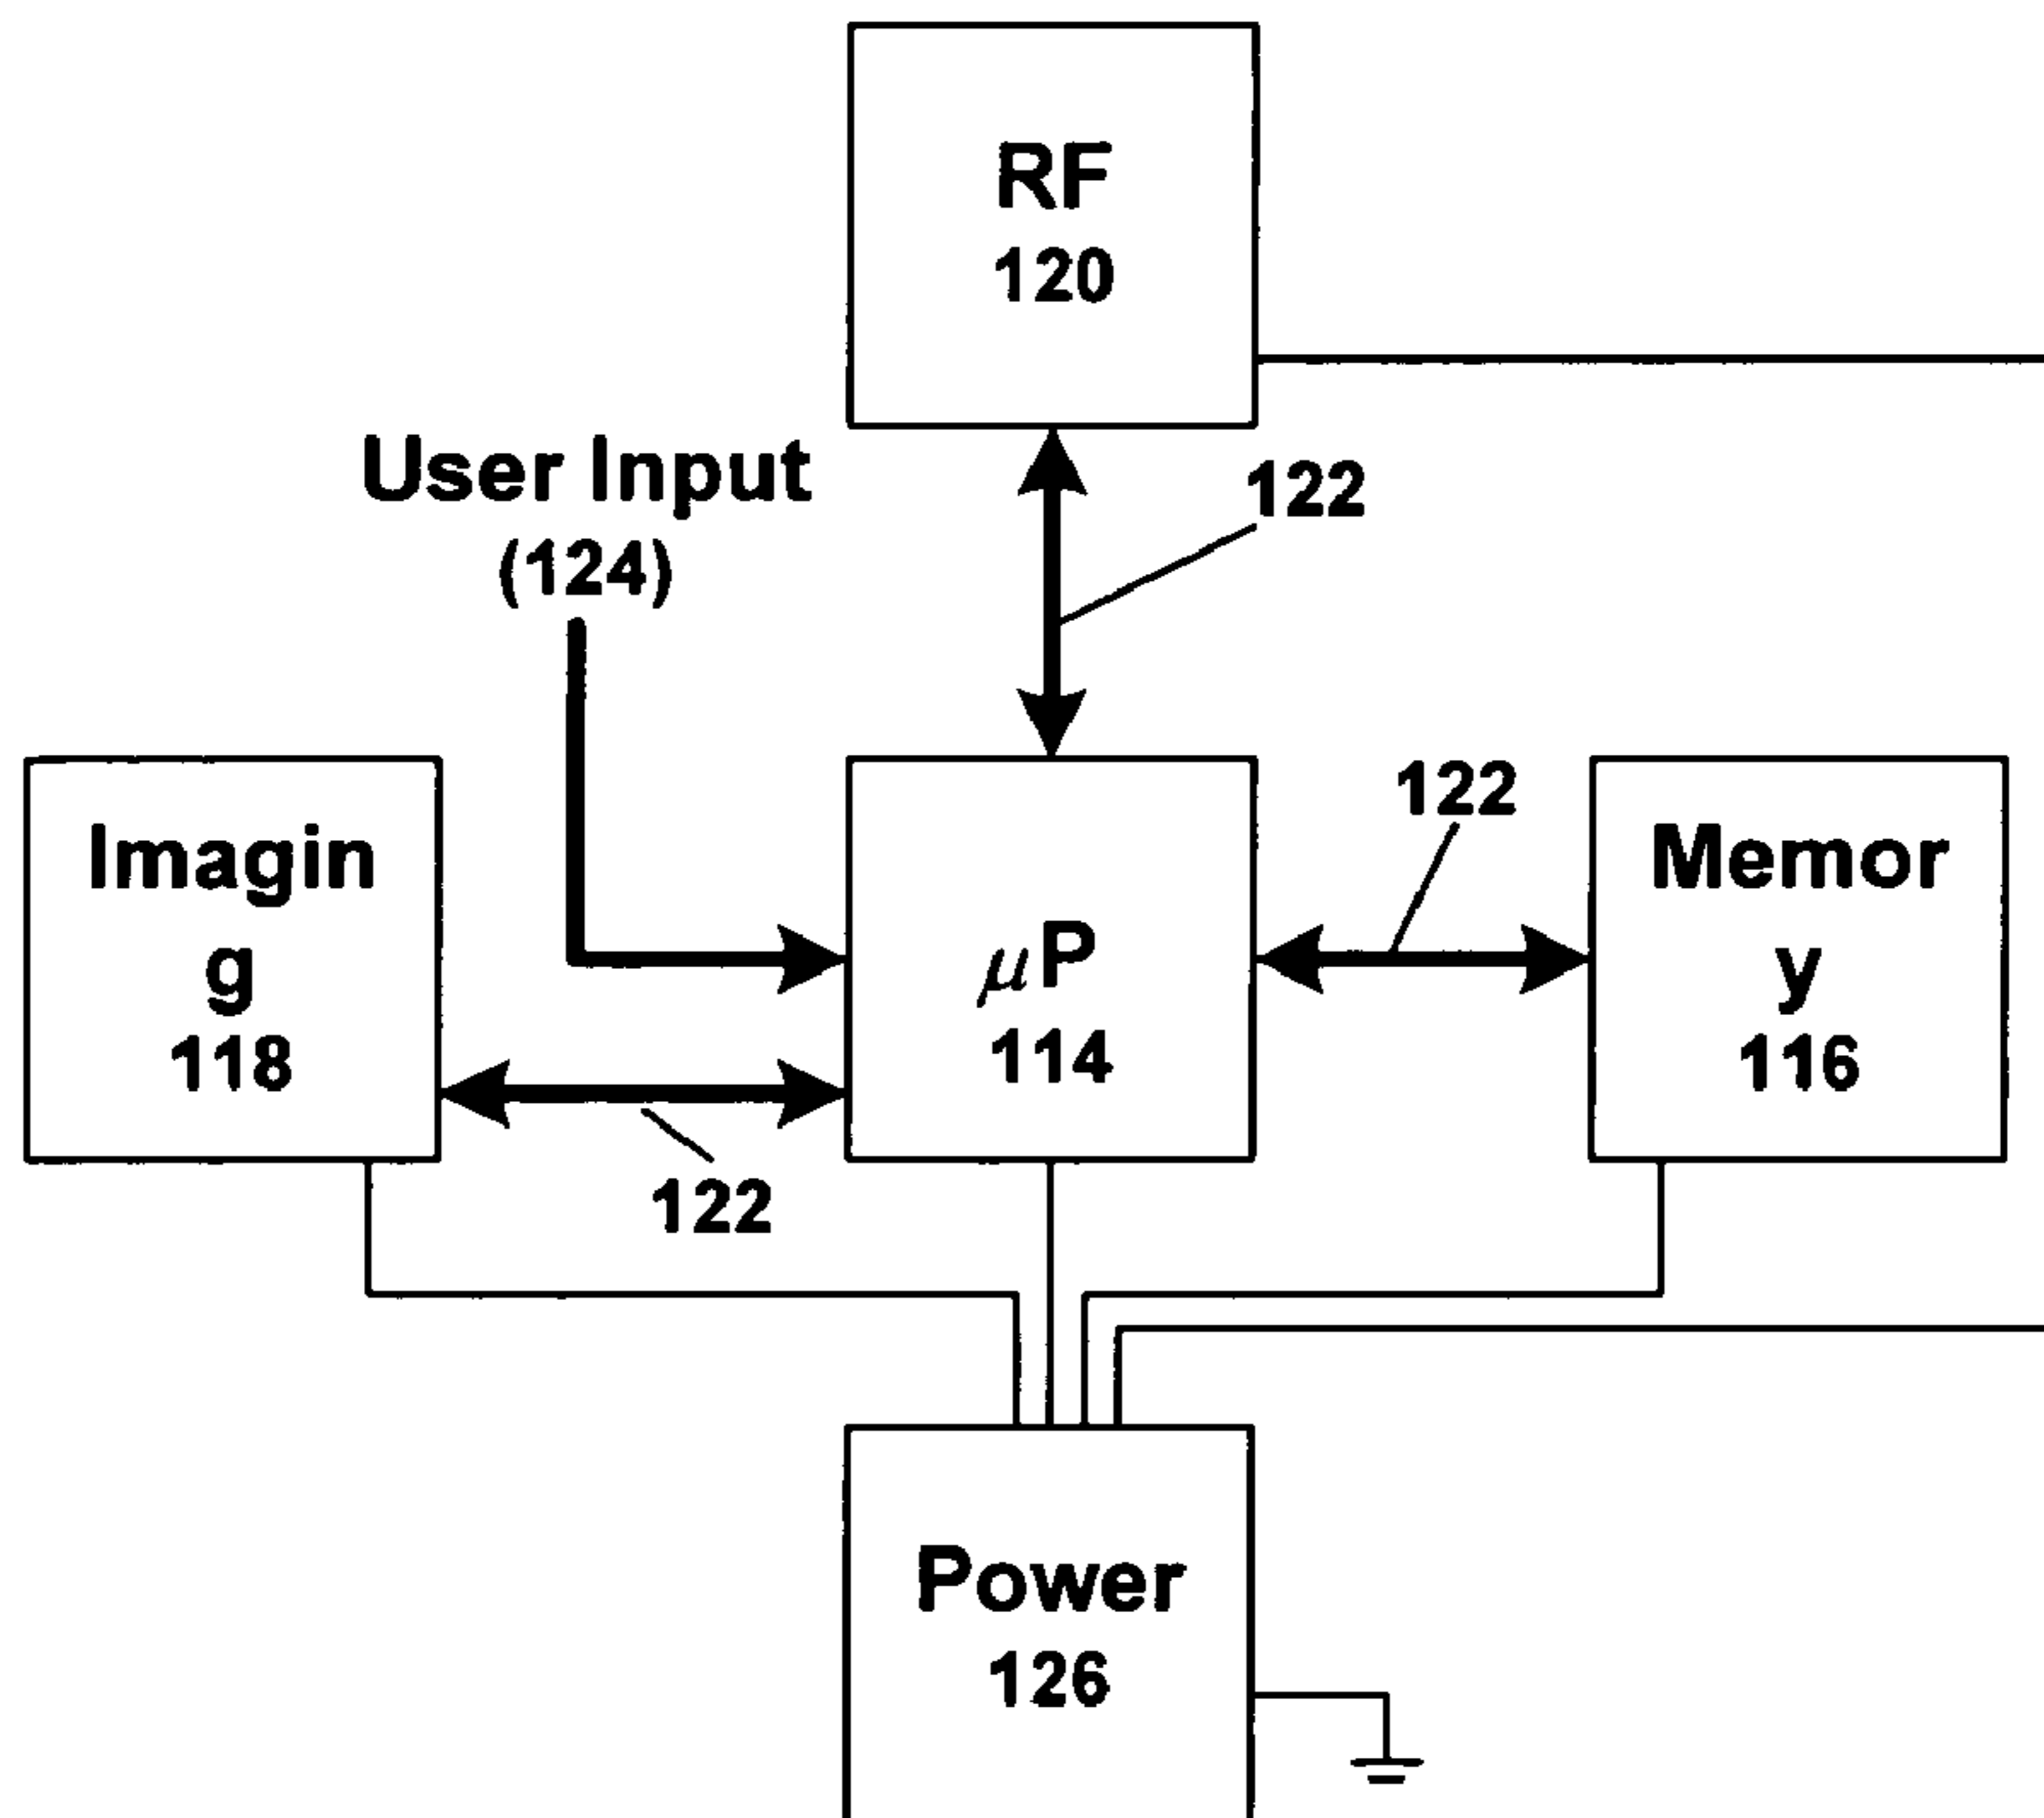 RF
120
User Input
(124)
122
122
Imagin
g
118
μP
114
Memor
y
116
122
Power
126